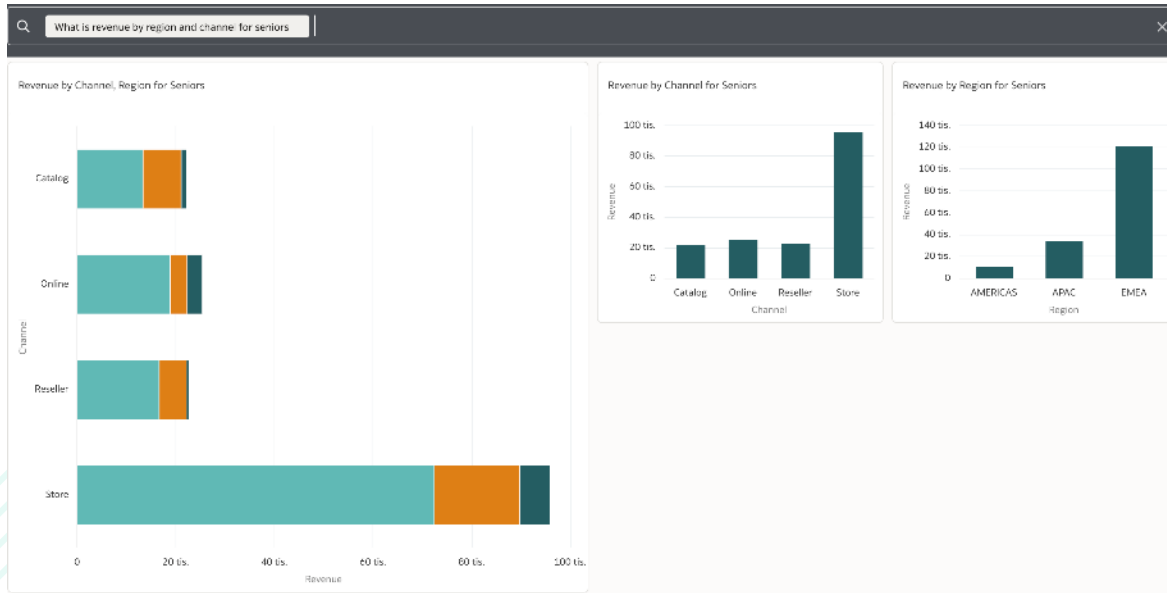 What is revenue by region and channel for seniors
Revenue by Channel, Region for Seniors
Catalog
Online
Reseller
Store
Channe
0
20 tis.
40 tis.
60 tis.
80 tis.
100 tis.
Revenue
Revenue by Channel for Seniors
100 tis.
80 tis.
60 tis.
40 tis.
20 tis.
0
Revenue
Catalog
Online
Reseller
Store
Channel
Revenue by Region for Seniors
140 tis.
120 tis.
100 tis.
80 tis.
60 tis.
40 tis.
20 tis.
0
Revenue
AMERICAS
APAC
EMEA
Region